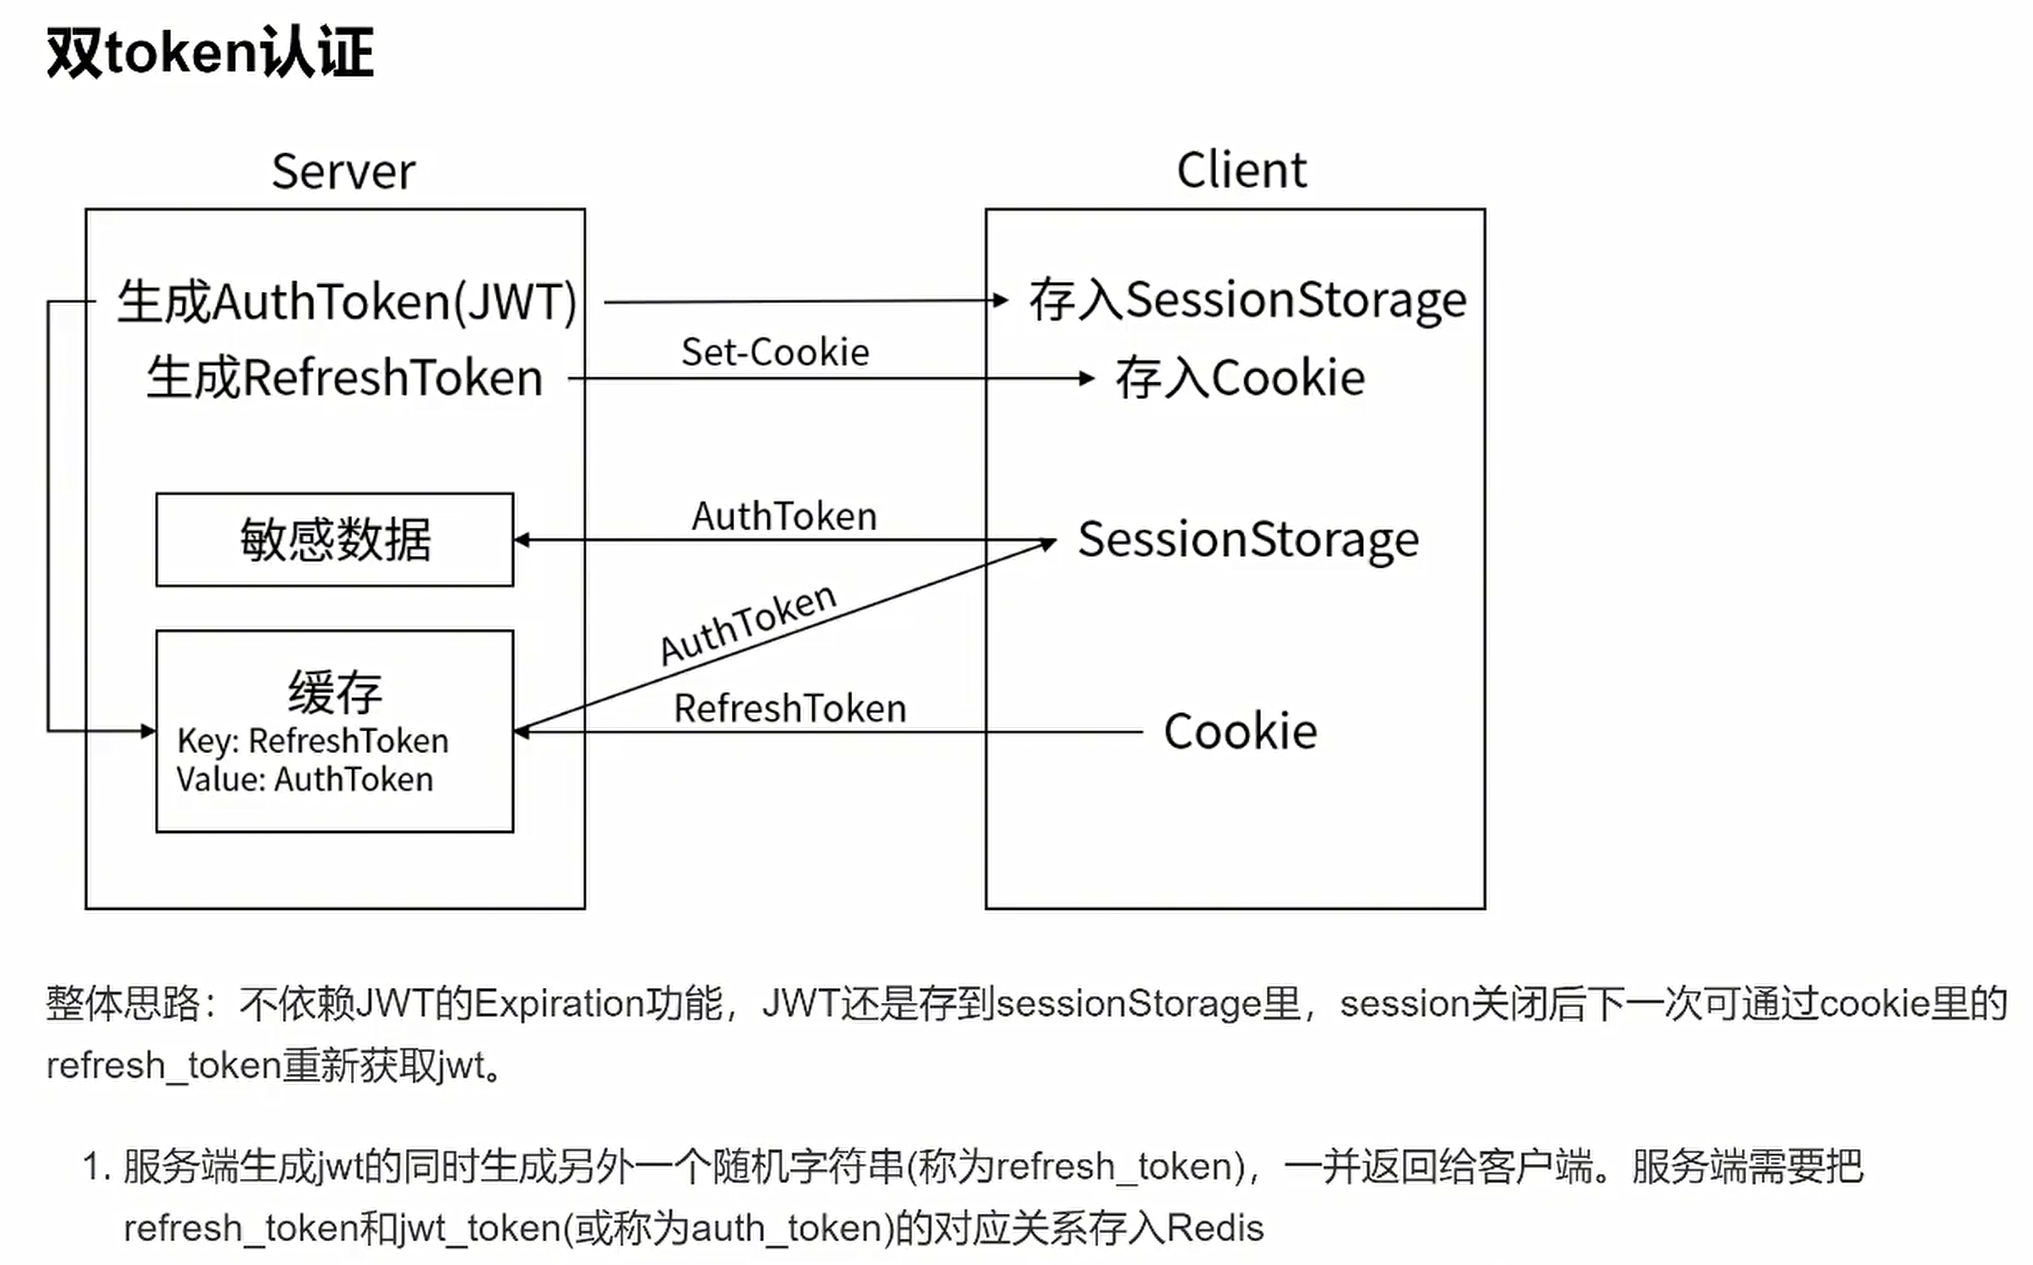 双token认证
Server
Client
生成AuthToken(JWT)
存入SessionStorage
Set-Cookie
生成RefreshToken
存入Cookie
AuthToken
敏感数据
SessionStorage
AuthToken
缓存
RefreshToken
Key: RefreshToken
Cookie
Value: AuthToken
整体思路：不依赖JWT的Expiration功能，JWT还是存到sessionStorage里，session关闭后下一次可通过cookie里的
refresh_token重新获取jwt。
1. 服务端生成jwt的同时生成另外一个随机字符串(称为refresh_token)，一并返回给客户端。服务端需要把
refresh_token和jwt_token(或称为auth_token)的对应关系存入Redis